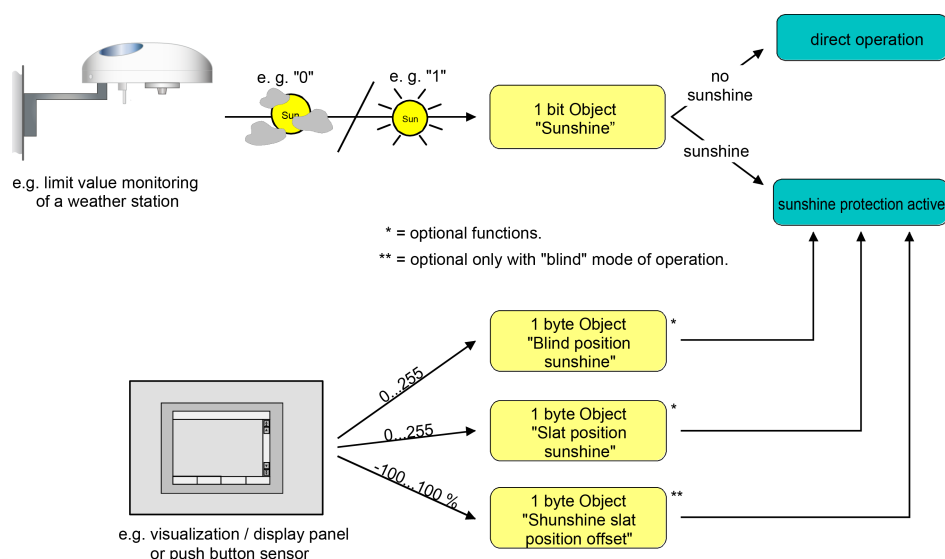 direct operation
e. g. "0"
e. g. "1"
no
sunshine
Sun
Sun
1 bit Object
"Sunshine”
sunshine
e.g. limit value monitoring
of a weather station
sunshine protection active
* = optional functions.
** = optional only with "blind" mode of operation.
1 byte Object
"Blind position
sunshine"
*
0...255
1 byte Object
"Slat position
sunshine"
*
0...255
-100...100 %
1 byte Object
"Shunshine slat
position offset"
**
e.g. visualization / display panel
or push button sensor